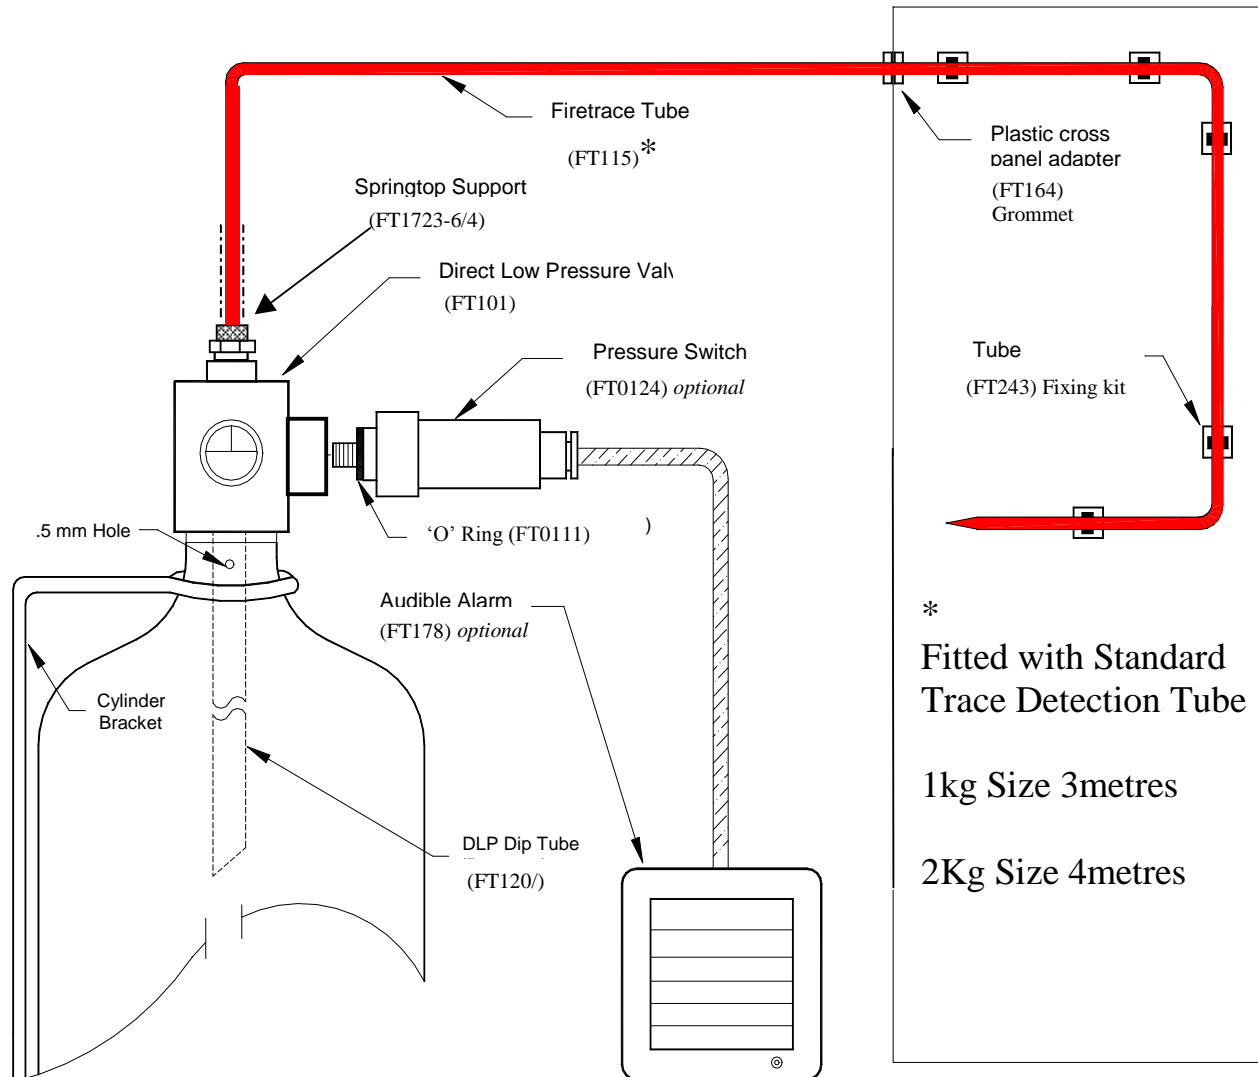 Firetrace Tube
(FT115)*
Springtop Support
(FT1723-6/4)
Direct Low Pressure Valv
(FT101)
Pressure Switch
(FT0124) optional
'O' Ring (FT0111)
)
.5 mm Hole
Audible Alarm
(FT178) optional
Cylinder
Bracket
DLP Dip Tube
(FT120/)
Plastic cross
panel adapter
(FT164)
Grommet
Tube
(FT243) Fixing kit
*
Fitted with Standard
Trace Detection Tube
1kg Size 3metres
2Kg Size 4metres